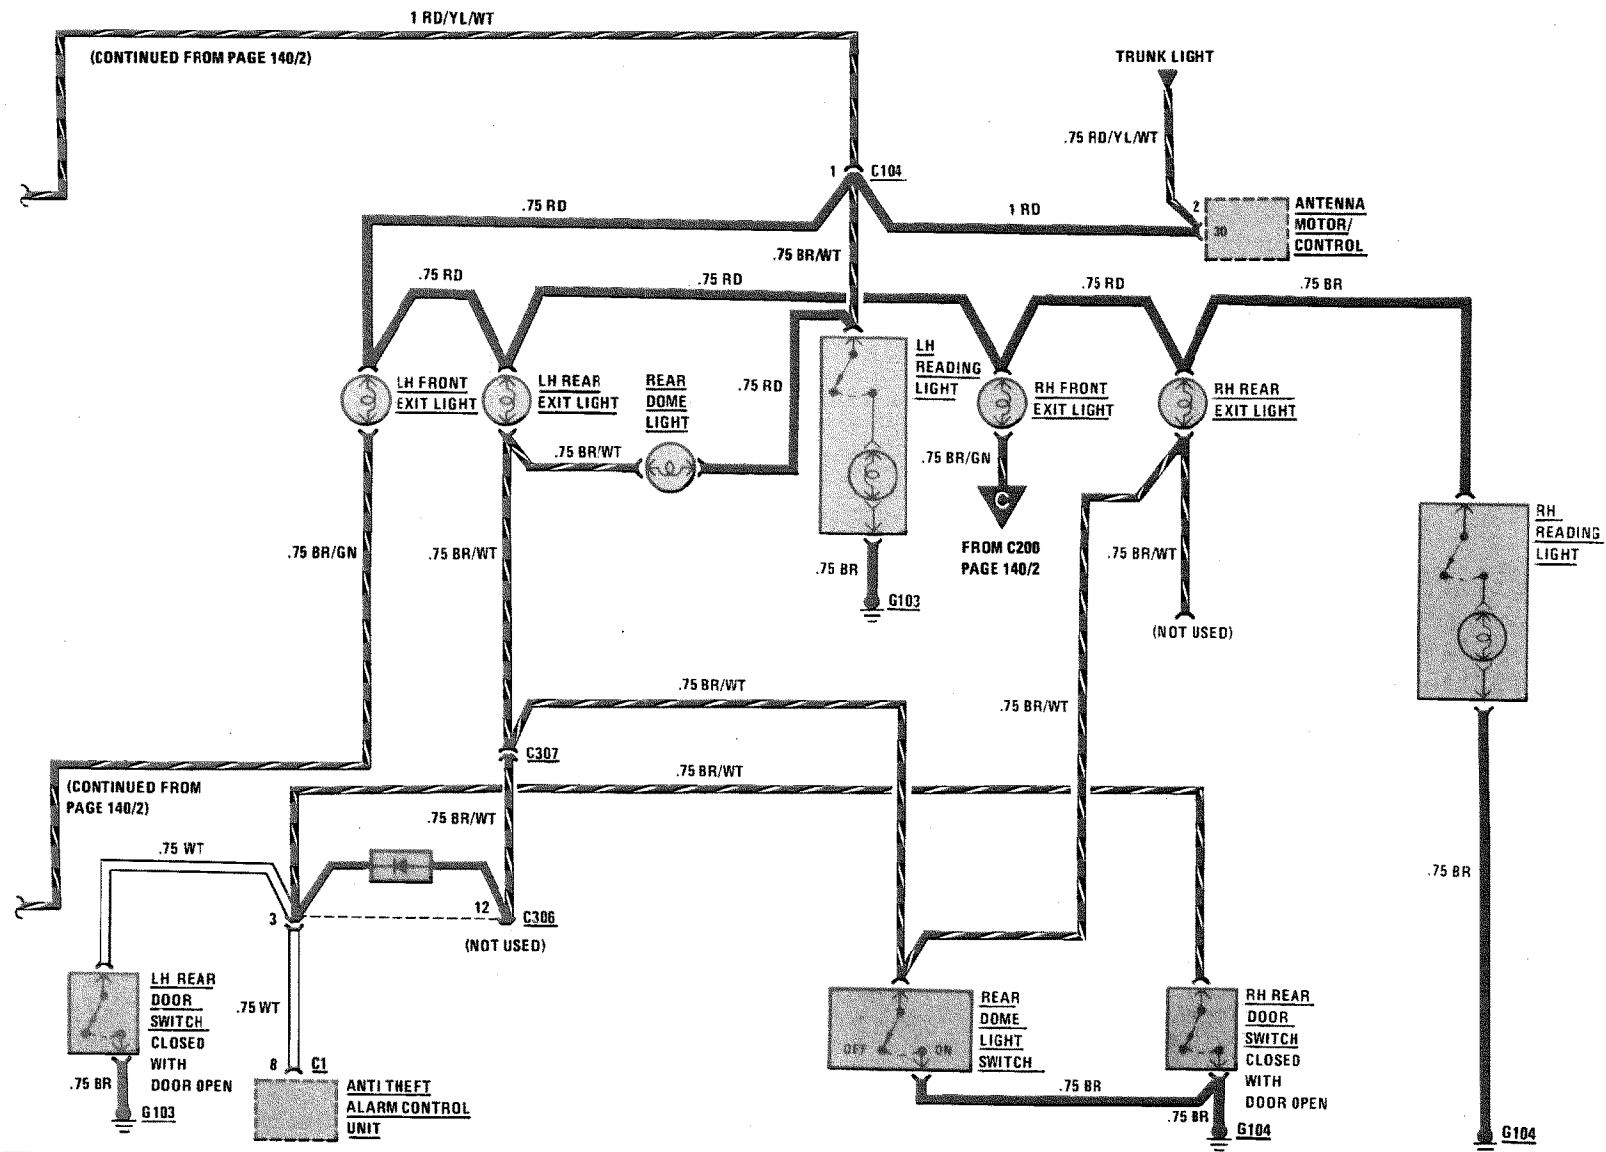 1 RD/YL/WT
(CONTINUED FROM PAGE 140/2)
TRUNK LIGHT
.75 RD/YL/WT
1
C104
.75 RD
1 RD
2
30
ANTENNA
MOTOR/
CONTROL
.75 BR/WT
.75 RD
.75 RD
.75 RD
.75 BR
LH FRONT
EXIT LIGHT
LH REAR
EXIT LIGHT
REAR
DOME
LIGHT
.75 RD
LH
READING
LIGHT
RH FRONT
EXIT LIGHT
RH REAR
EXIT LIGHT
.75 BR/WT
.75 BR/GN
C
FROM C200
PAGE 140/2
.75 BR/GN
.75 BR/WT
.75 BR
G103
.75 BR/WT
(NOT USED)
RH
READING
LIGHT
.75 BR/WT
.75 BR/WT
C307
(CONTINUED FROM
PAGE 140/2)
.75 BR/WT
.75 BR/WT
.75 WT
3
12
C306
(NOT USED)
.75 BR
LH REAR
DOOR
SWITCH
CLOSED
WITH
DOOR OPEN
.75 WT
8
C1
.75 BR
G103
ANTI THEFT
ALARM CONTROL
UNIT
OFF
ON
REAR
DOME
LIGHT
SWITCH
RH REAR
DOOR
SWITCH
CLOSED
WITH
DOOR OPEN
.75 BR
.75 BR
G104
G104